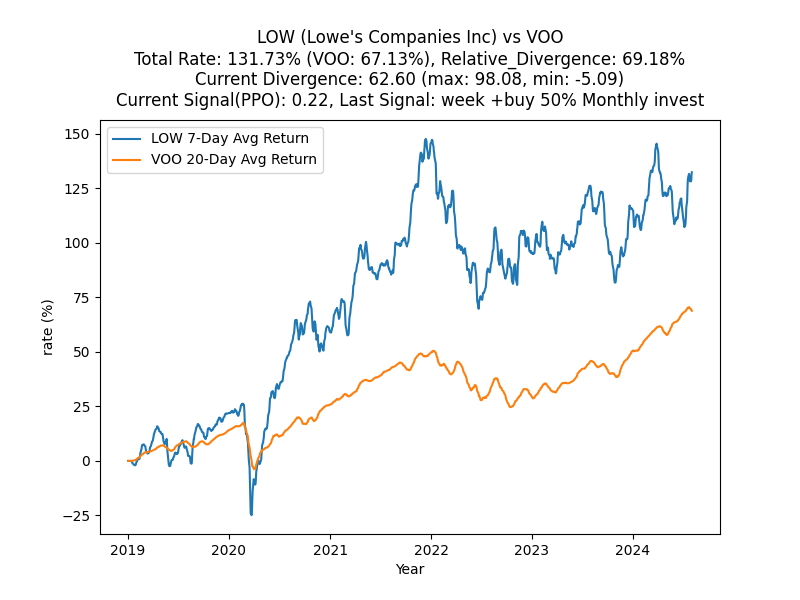 LOW (Lowe's Companies Inc) vs VOO
Total Rate: 131.73% (VOO: 67.13%), Relative_Divergence: 69.18%
Current Divergence: 62.60 (max: 98.08, min: -5.09)
Current Signal(PPO): 0.22, Last Signal: week +buy 50% Monthly invest
LOW 7-Day Avg Return
VOO 20-Day Avg Return
rate (%)
150
125
100
75
50
25
0
−25
2019
2020
2021
2022
2023
2024
Year